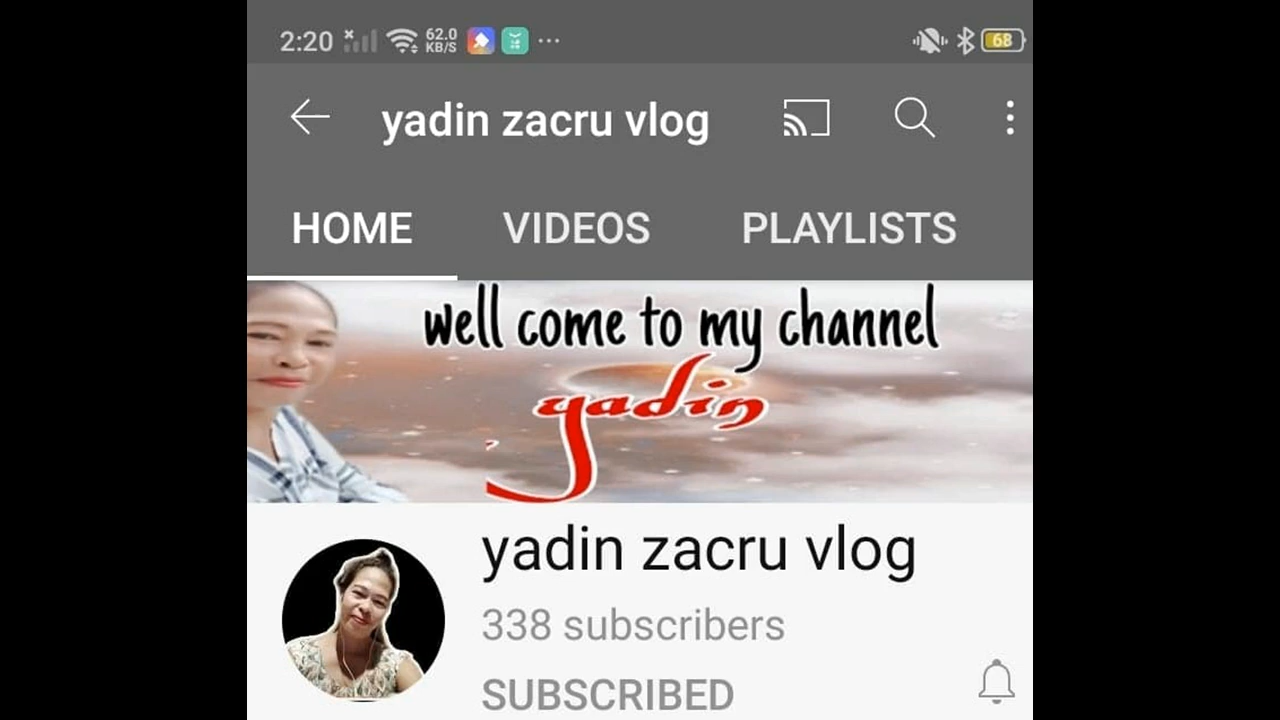 2:20 62.0 KB/S ... 68
yadin zacru vlog
HOME VIDEOS PLAYLISTS
well come to my channel
yadin
yadin zacru vlog
338 subscribers
SUBSCRIBED